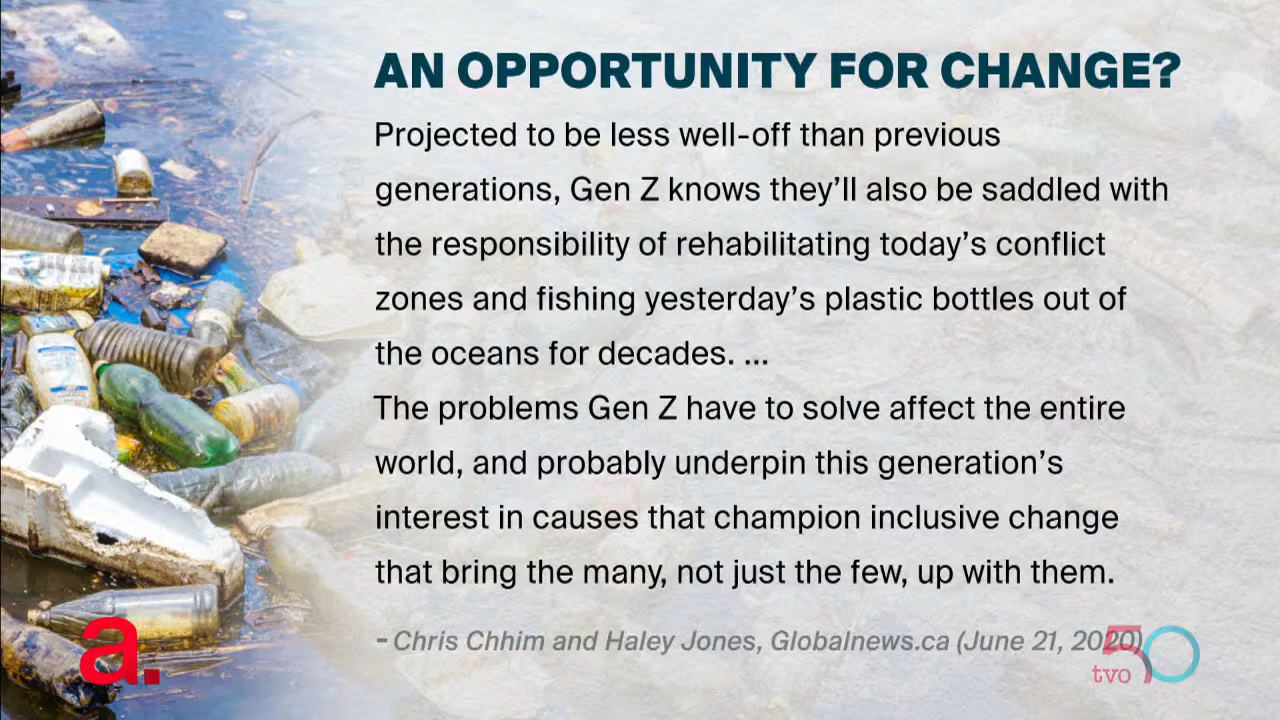 AN OPPORTUNITY FOR CHANGE?
Projected to be less well-off than previous
generations, Gen Z knows they’ll also be saddled with
the responsibility of rehabilitating today’s conflict
zones and fishing yesterday’s plastic bottles out of
the oceans for decades. ...
The problems Gen Z have to solve affect the entire
world, and probably underpin this generation’s
interest in causes that champion inclusive change
that bring the many, not just the few, up with them.
– Chris Chhim and Haley Jones, Globalnews.ca (June 21, 2020)
a.
tvo 50